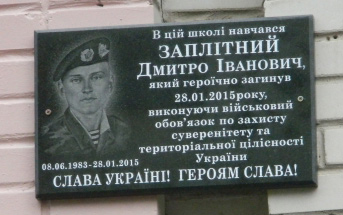 В цій школі навчався
ЗАПЛІТНИЙ
ДМИТРО ІВАНОВИЧ,
який героїчно загинув
28.01.2015року,
виконуючи військовий
обов'язок по захисту
суверенітету та
територіальної цілісності
України
08.06.1983-28.01.2015
СЛАВА УКРАЇНІ! ГЕРОЯМ СЛАВА!